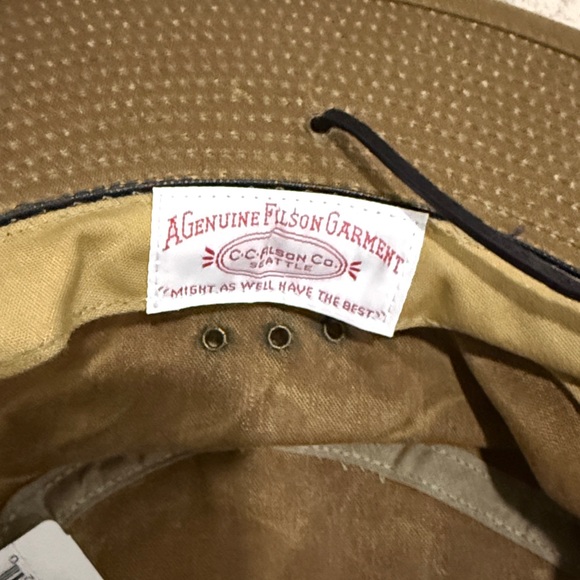 A GENUINE FILSON GARMENT
C.C. FILSON CO.
SEATTLE
"MIGHT AS WELL HAVE THE BEST"